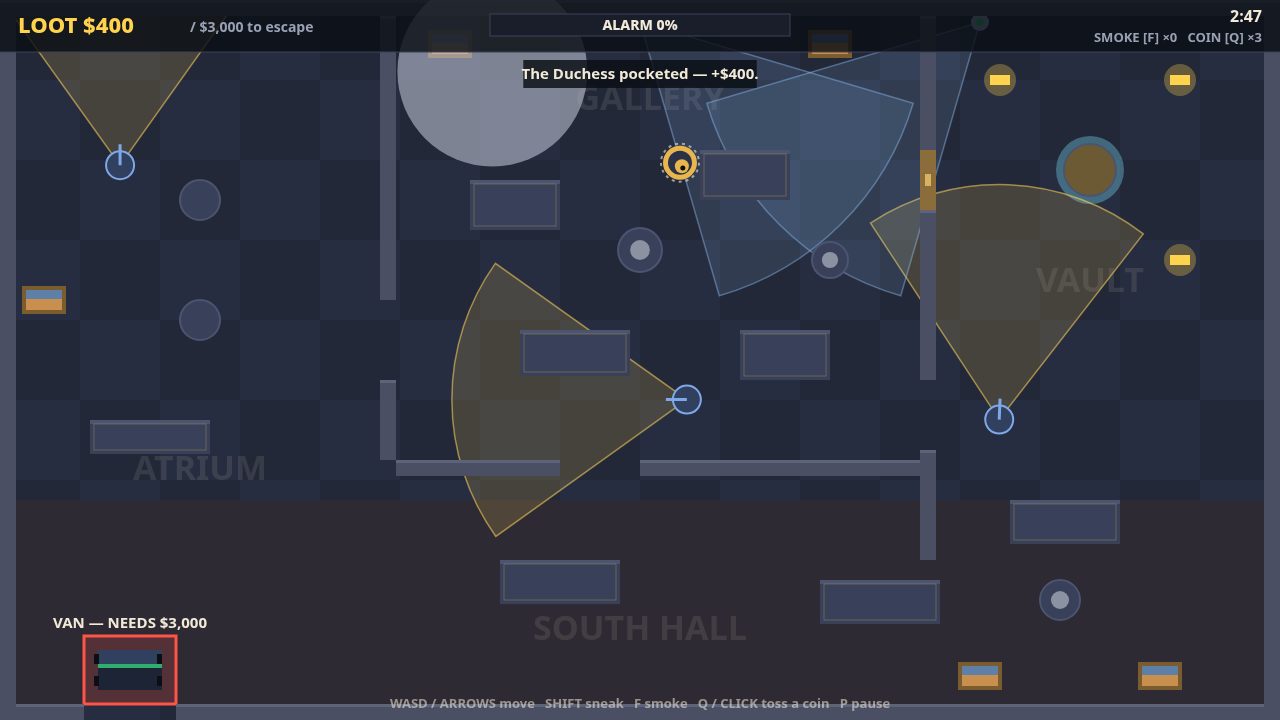 LOOT $400 / $3,000 to escape
ALARM 0%
2:47
SMOKE [F] ×0 COIN [Q] ×3
The Duchess pocketed — +$400.
GALLERY
VAULT
ATRIUM
SOUTH HALL
VAN — NEEDS $3,000
WASD / ARROWS move SHIFT sneak F smoke Q / CLICK toss a coin P pause